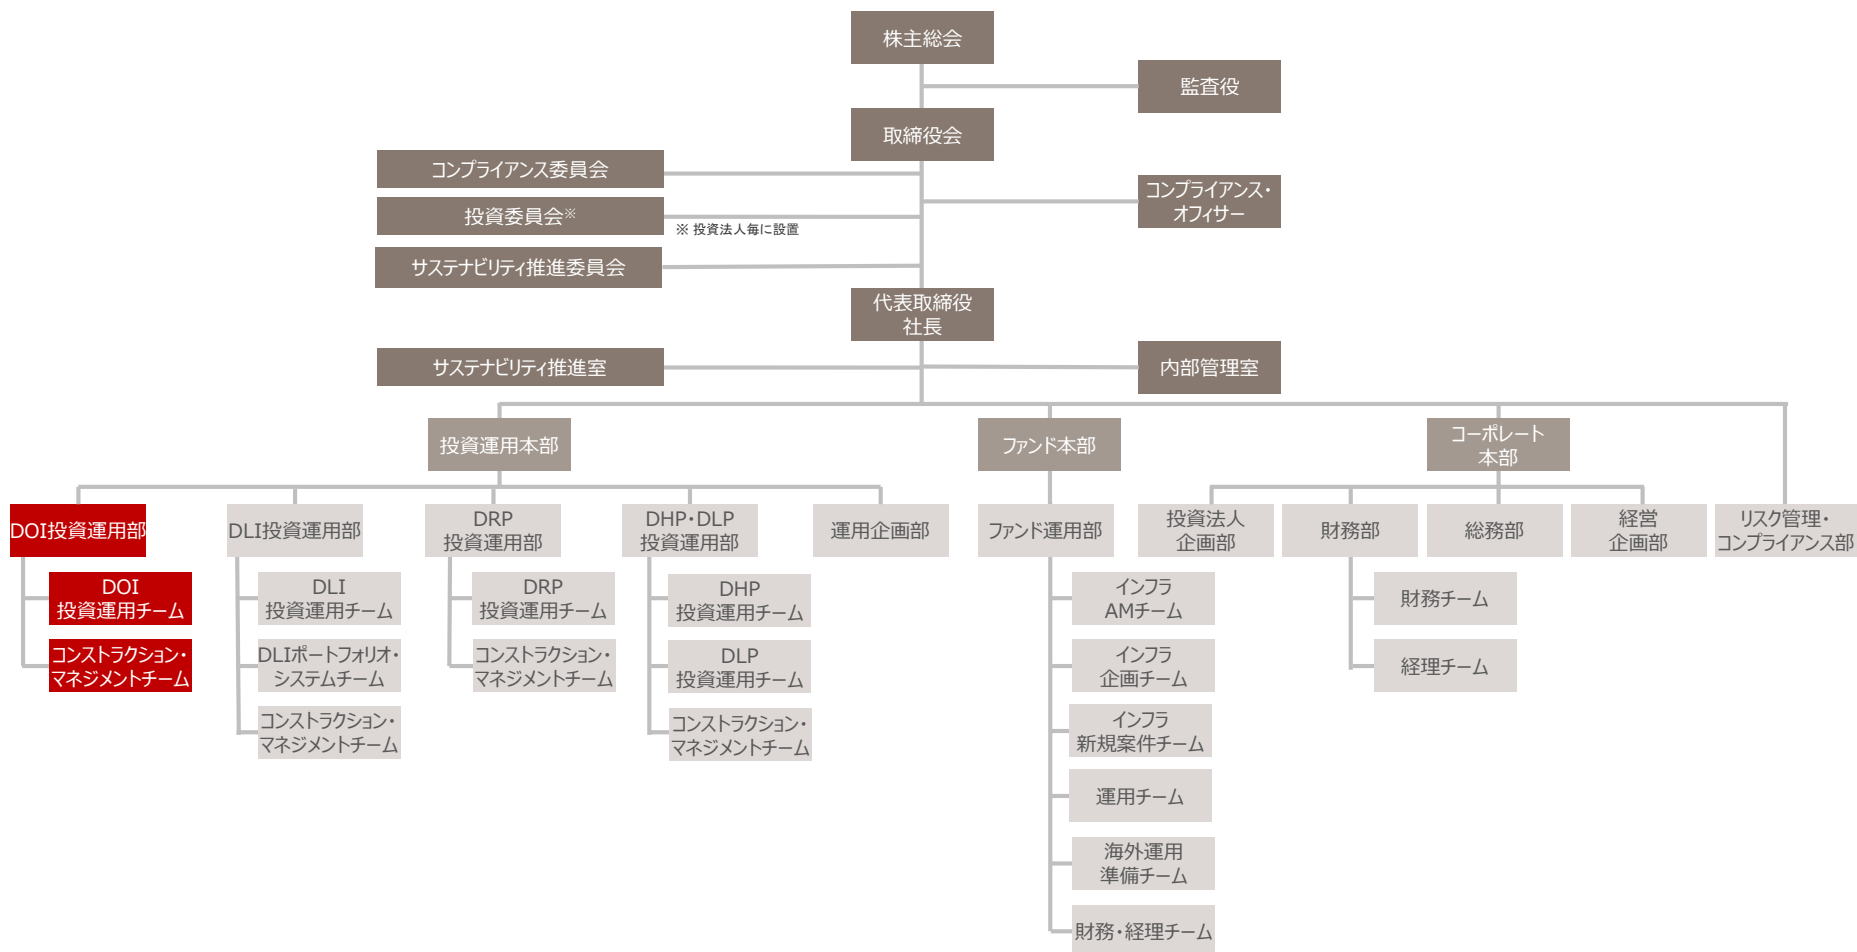 株主総会
監査役
取締役会
コンプライアンス委員会
コンプライアンス・
オフィサー
投資委員会※
※ 投資法人毎に設置
サステナビリティ推進委員会
代表取締役
社長
サステナビリティ推進室
内部管理室
投資運用本部
ファンド本部
コーポレート
本部
DOI投資運用部
DLI投資運用部
DRP
投資運用部
DHP・DLP
投資運用部
運用企画部
ファンド運用部
投資法人
企画部
財務部
総務部
経営
企画部
リスク管理・
コンプライアンス部
DOI
投資運用チーム
コンストラクション・
マネジメントチーム
DLI
投資運用チーム
DLIポートフォリオ・
システムチーム
コンストラクション・
マネジメントチーム
DRP
投資運用チーム
コンストラクション・
マネジメントチーム
DHP
投資運用チーム
DLP
投資運用チーム
コンストラクション・
マネジメントチーム
インフラ
AMチーム
インフラ
企画チーム
インフラ
新規案件チーム
運用チーム
海外運用
準備チーム
財務・経理チーム
財務チーム
経理チーム